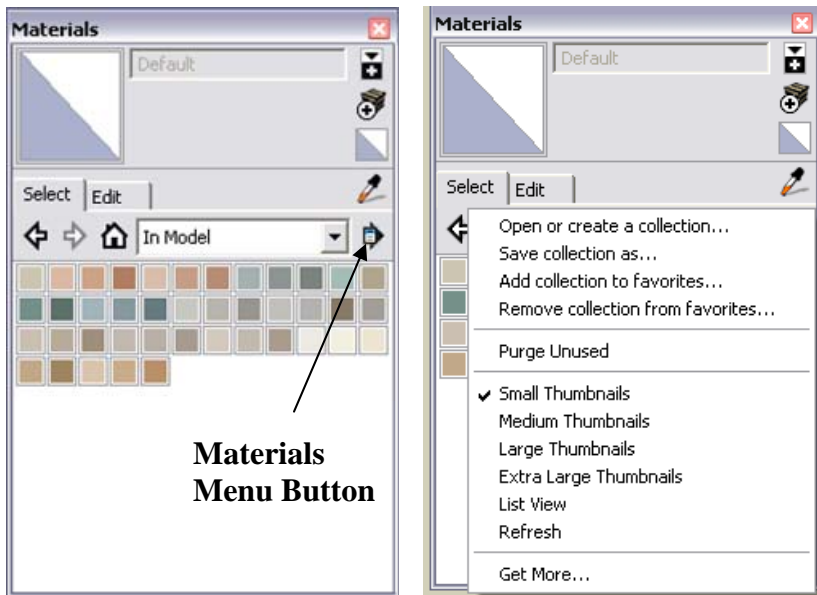 Materials
Default
Select Edit
In Model
Materials
Menu Button
Materials
Default
Select Edit
Open or create a collection...
Save collection as...
Add collection to favorites...
Remove collection from favorites...
Purge Unused
Small Thumbnails
Medium Thumbnails
Large Thumbnails
Extra Large Thumbnails
List View
Refresh
Get More...